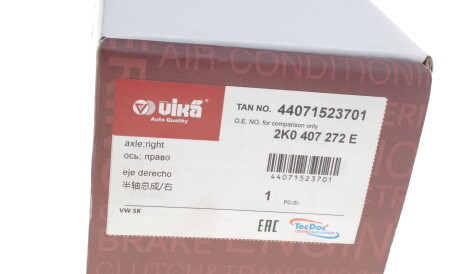 AIR-CONDITION
vika
Auto Quality
TAN NO. 44071523701
O.E. NO. for comparison only
2K0 407 272 E
axle;right
ось; право
eje derecho
半轴总成/右
44071523701
1 PC(S)
VW 5K
EAC
TecDoc
BRAKE